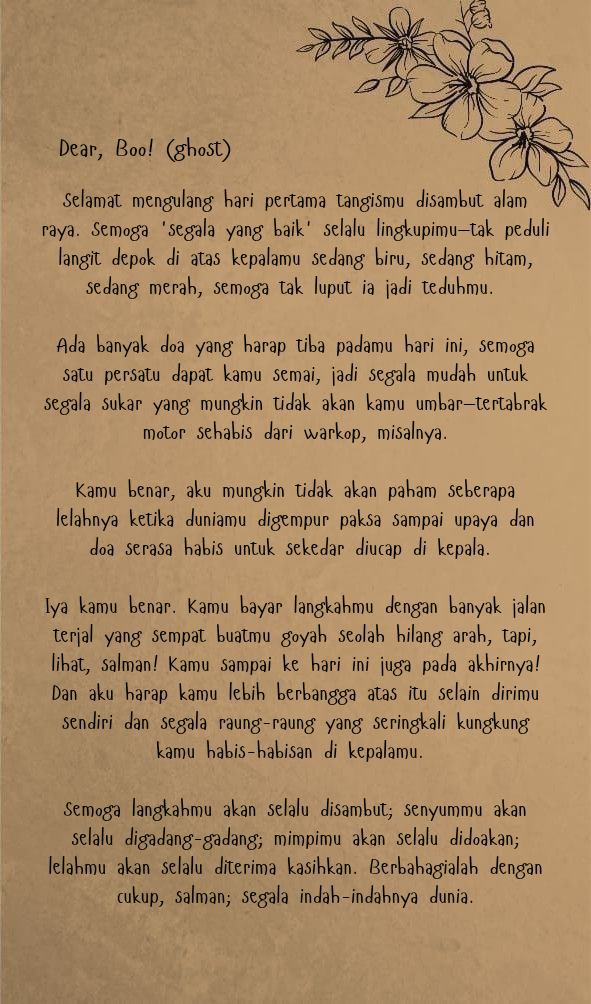 Dear, Boo! (ghost)
Selamat mengulang hari pertama tangismu disambut alam
raya. Semoga 'segala yang baik' selalu lingkupimu—tak peduli
langit depok di atas kepalamu sedang biru, sedang hitam,
sedang merah, semoga tak luput ia jadi teduhmu.
Ada banyak doa yang harap tiba padamu hari ini, semoga
satu persatu dapat kamu semai, jadi segala mudah untuk
segala sukar yang mungkin tidak akan kamu umbar—tertabrak
motor sehabis dari warkop, misalnya.
Kamu benar, aku mungkin tidak akan paham seberapa
lelahnya ketika duniamu digempur paksa sampai upaya dan
doa serasa habis untuk sekedar diucap di kepala.
Iya kamu benar. Kamu bayar langkahmu dengan banyak jalan
terjal yang sempat buatmu goyah seolah hilang arah, tapi,
lihat, salman! Kamu sampai ke hari ini juga pada akhirnya!
Dan aku harap kamu lebih berbangga atas itu selain dirimu
sendiri dan segala raung-raung yang seringkali kungkung
kamu habis-habisan di kepalamu.
Semoga langkahmu akan selalu disambut; senyummu akan
selalu digadang-gadang; mimpimu akan selalu didoakan;
lelahmu akan selalu diterima kasihkan. Berbahagialah dengan
cukup, salman; segala indah-indahnya dunia.